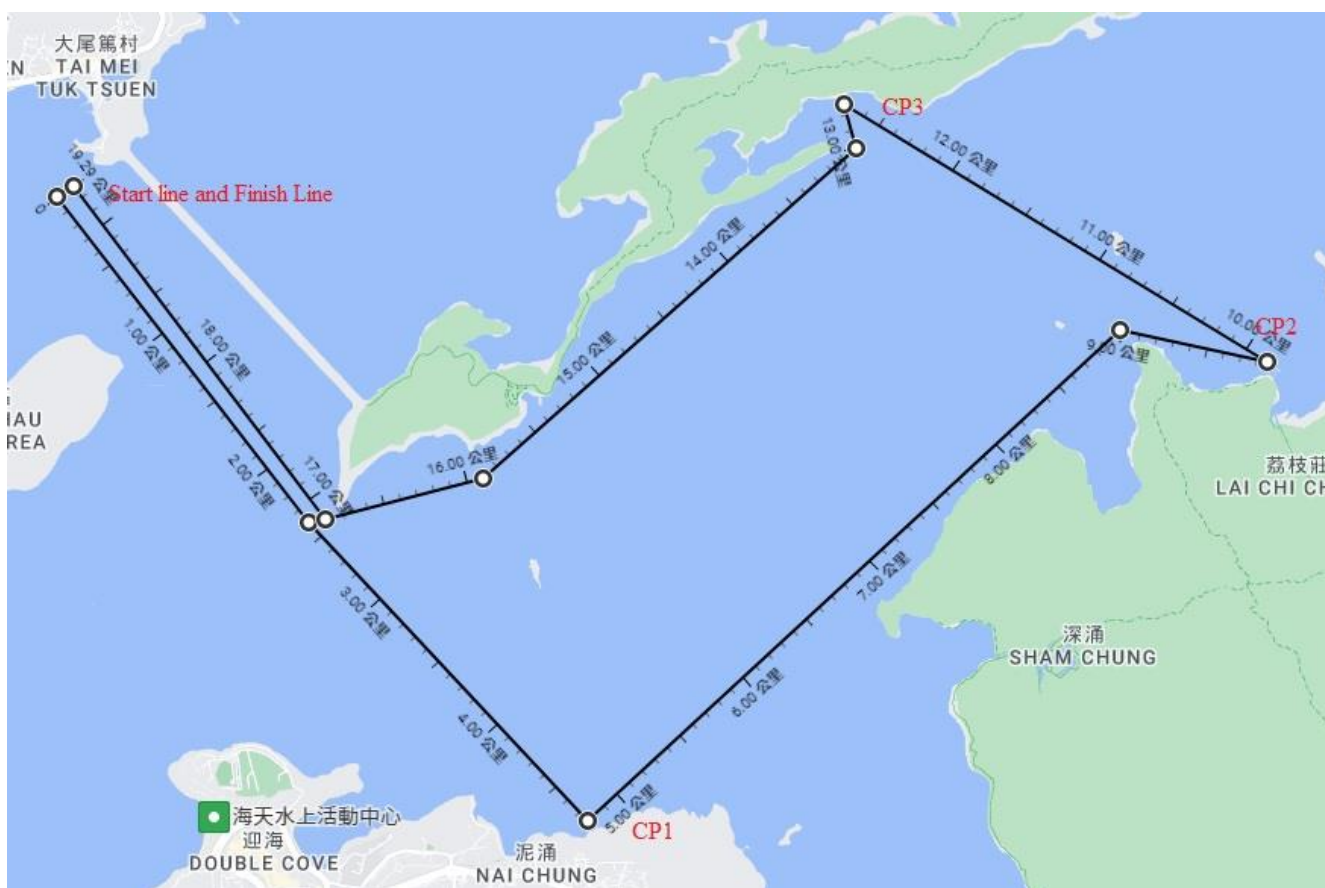 大尾篤村
TAI MEI
TUK TSUEN
N
CP3
13.00 公里
12.00 公里
19.29 公里
Start line and Finish Line
0
14.00 公里
11.00 公里
1.00 公里
18.00 公里
10.00 公里
CP2
9.00 公里
15.00 公里
HAU
REA
2.00 公里
17.00 公里
16.00 公里
8.00 公里
荔枝莊
LAI CHI CH
3.00 公里
7.00 公里
深涌
SHAM CHUNG
6.00 公里
4.00 公里
5.00 公里
CP1
海天水上活動中心
迎海
DOUBLE COVE
泥涌
NAI CHUNG